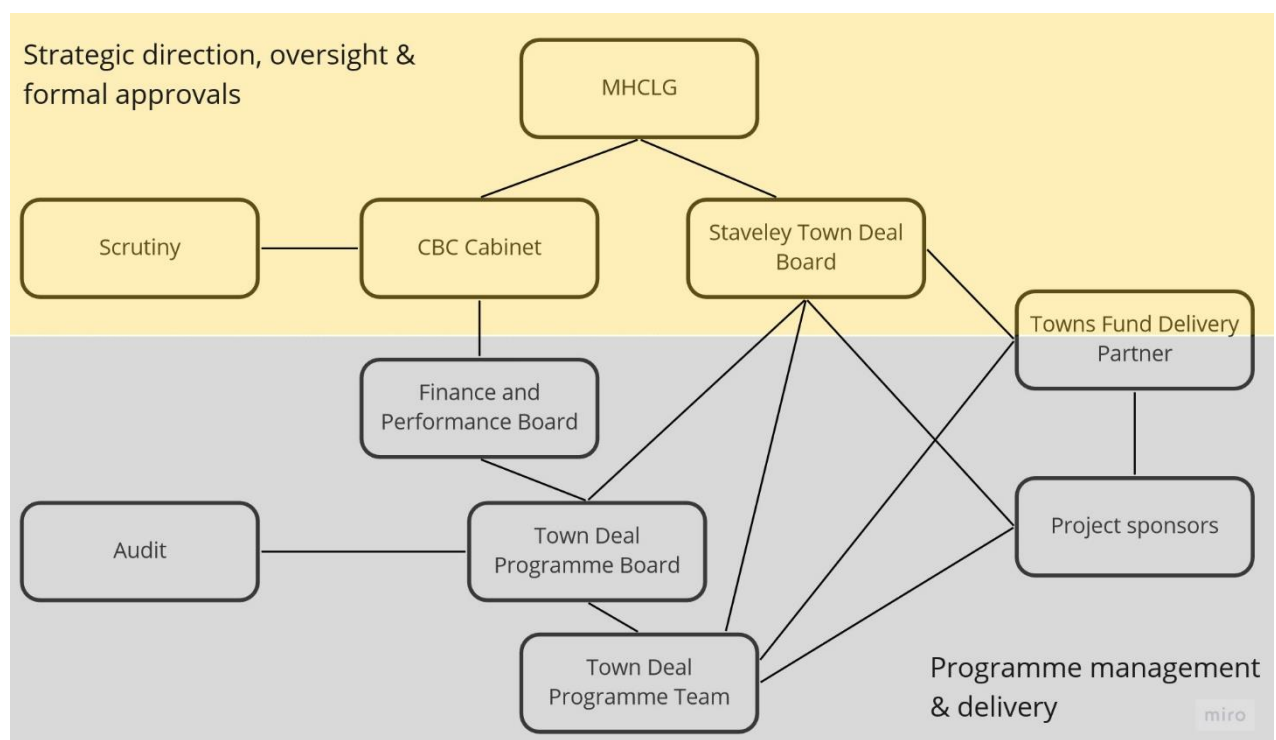 Strategic direction, oversight &
formal approvals
MHCLG
Scrutiny
CBC Cabinet
Staveley Town Deal
Board
Towns Fund Delivery
Partner
Finance and
Performance Board
Audit
Town Deal
Programme Board
Project sponsors
Town Deal
Programme Team
Programme management
& delivery
miro